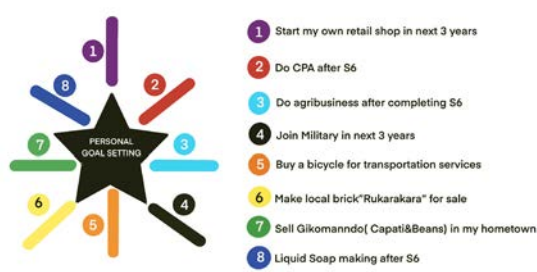 1
8
2
PERSONAL
GOAL SETTING
7
3
6
4
5
1 Start my own retail shop in next 3 years
2 Do CPA after S6
3 Do agribusiness after completing S6
4 Join Military in next 3 years
5 Buy a bicycle for transportation services
6 Make local brick"Rukarakara" for sale
7 Sell Gikomanndo( Capati&Beans) in my hometown
8 Liquid Soap making after S6